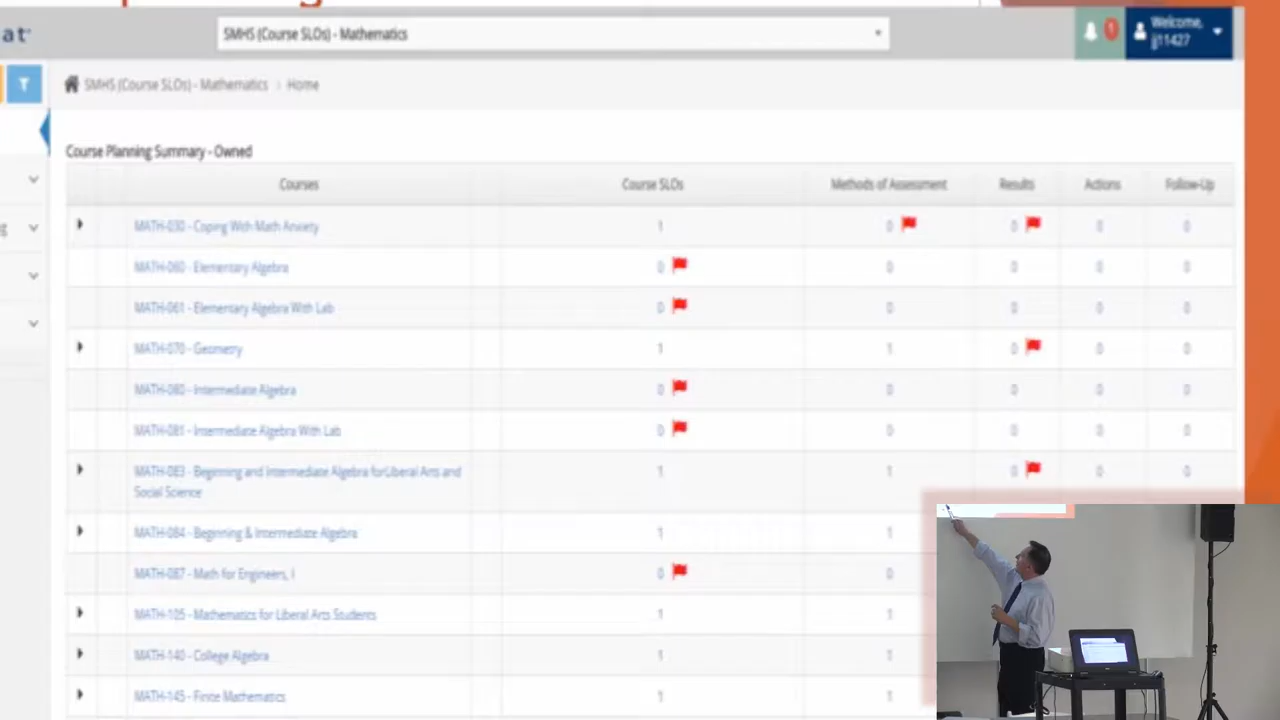 at
SMHS (Course SLOs) - Mathematics
1
Welcome,
jj11427
SMHS (Course SLOs) - Mathematics › Home
Course Planning Summary - Owned
Courses Course SLOs Methods of Assessment Results Actions Follow-Up
MATH-030 - Coping With Math Anxiety 1 0 0 0 0
MATH-060 - Elementary Algebra 0 0 0 0 0
MATH-061 - Elementary Algebra With Lab 0 0 0 0 0
g
MATH-070 - Geometry 1 1 0 0 0
MATH-080 - Intermediate Algebra 0 0 0 0 0
MATH-081 - Intermediate Algebra With Lab 0 0 0 0 0
MATH-083 - Beginning and Intermediate Algebra forLiberal Arts and 1 1 0 0 0
Social Science
MATH-084 - Beginning & Intermediate Algebra 1 1
MATH-087 - Math for Engineers, I 0 0
MATH-105 - Mathematics for Liberal Arts Students 1 1
MATH-140 - College Algebra 1 1
MATH-145 - Finite Mathematics 1 1